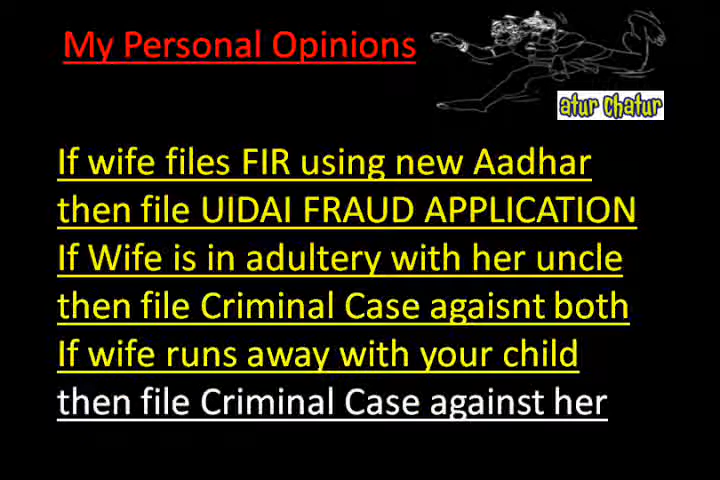 My Personal Opinions
atur chatur
If wife files FIR using new Aadhar
then file UIDAI FRAUD APPLICATION
If Wife is in adultery with her uncle
then file Criminal Case agaisnt both
If wife runs away with your child
then file Criminal Case against her